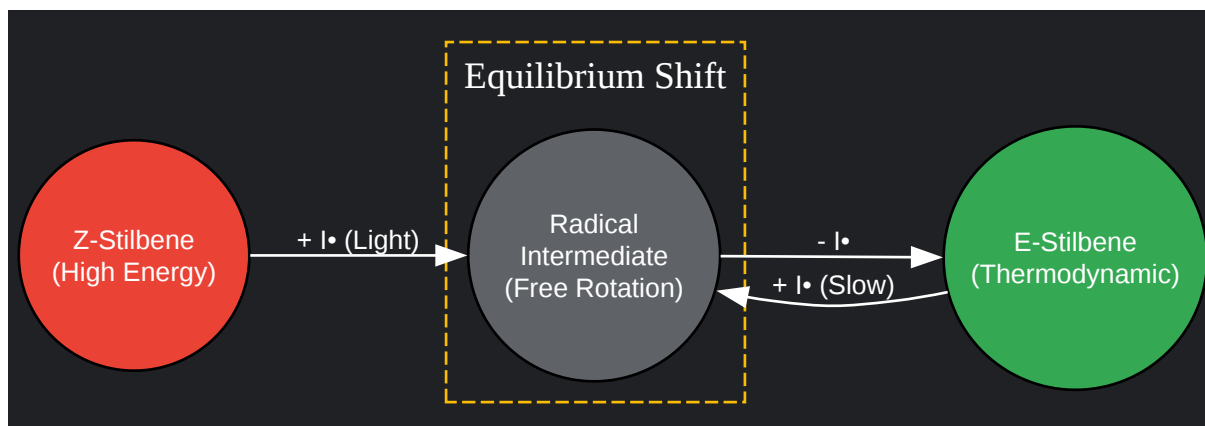 Equilibrium Shift
Z-Stilbene
(High Energy)
+ I• (Light)
Radical
Intermediate
(Free Rotation)
- I•
+ I• (Slow)
E-Stilbene
(Thermodynamic)